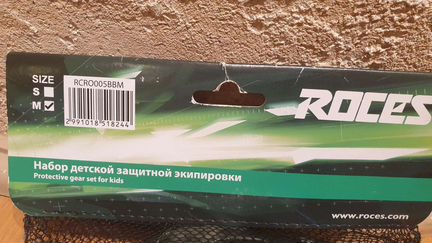 SIZE
S
M
RCRO005BBM
2991018518244
ROCES
Набор детской защитной экипировки
Protective gear set for kids
www.roces.com